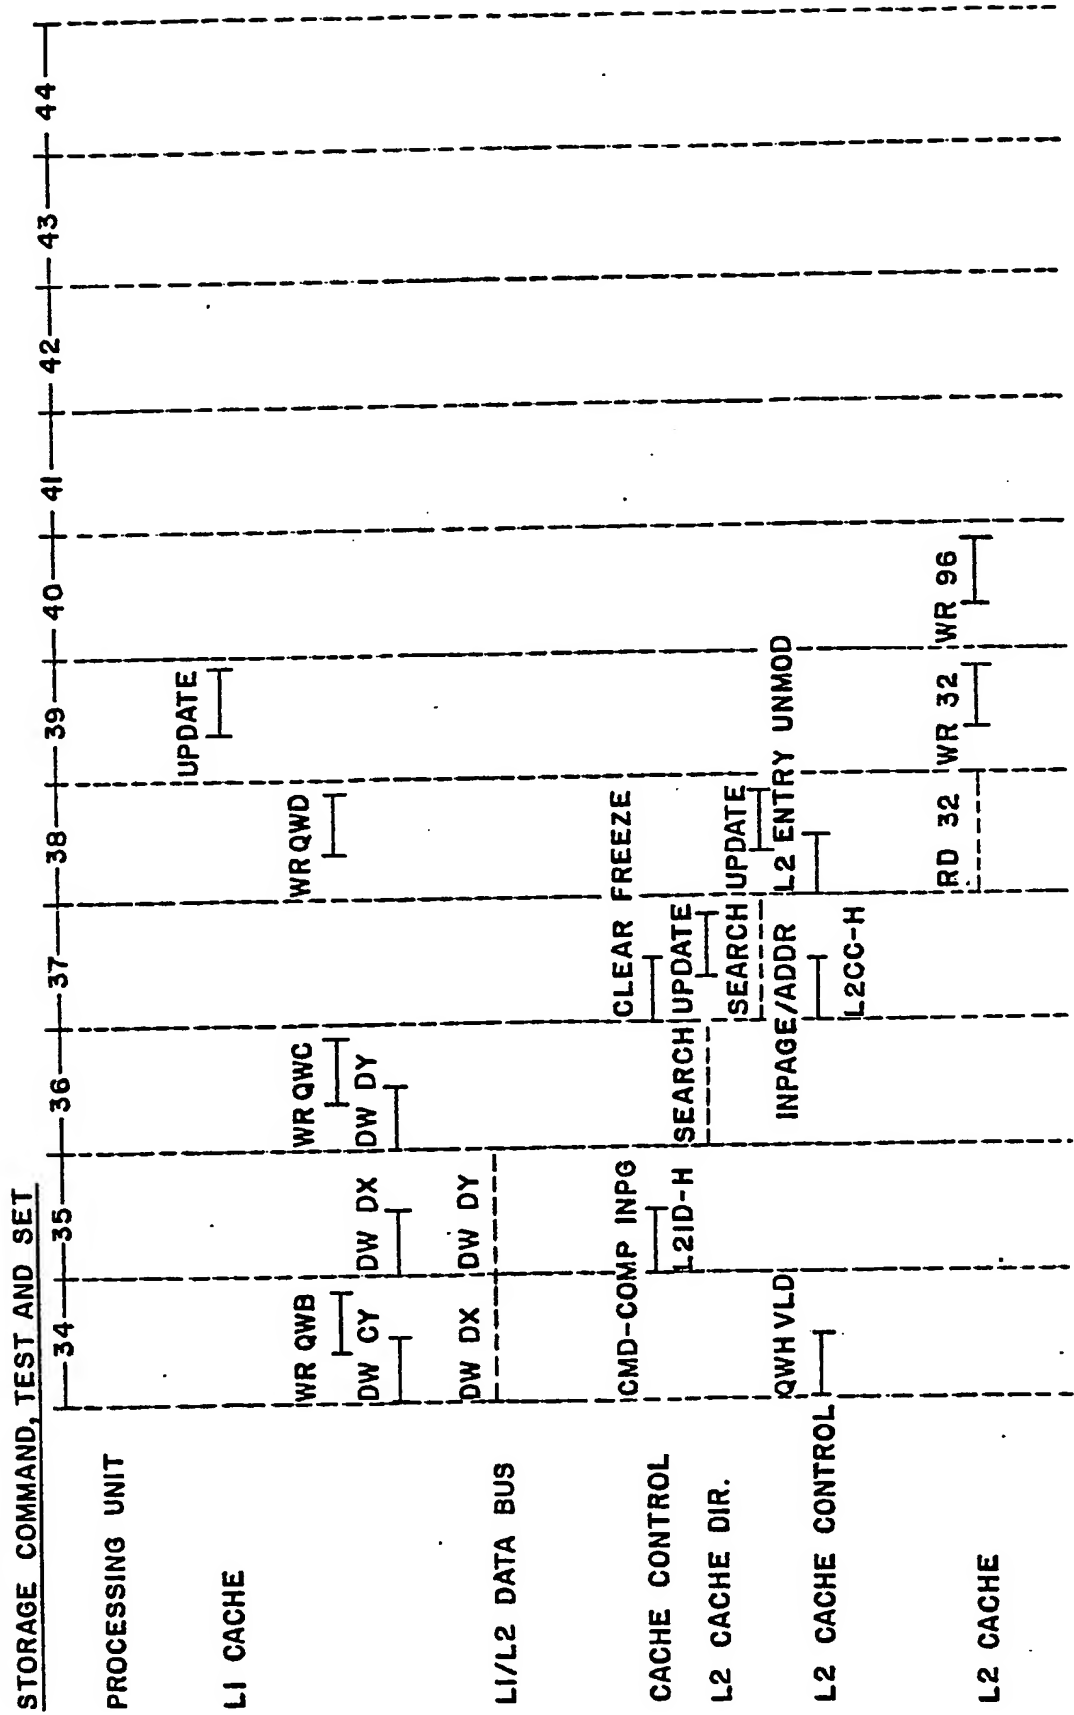 STORAGE COMMAND, TEST AND SET
34 35 36 37 38 39 40 41 42 43 44
PROCESSING UNIT
UPDATE
L1 CACHE
WR QWB WR QWC WR QWD
DW CY DW DX DW DY
DW DX DW DY
L1/L2 DATA BUS
CMD-COMP INPG CLEAR FREEZE
CACHE CONTROL
L2ID-H SEARCH UPDATE
L2 CACHE DIR.
SEARCH UPDATE
QWH VLD INPAGE/ADDR L2 ENTRY UNMOD
L2 CACHE CONTROL
L2CC-H
RD 32 WR 32 WR 96
L2 CACHE